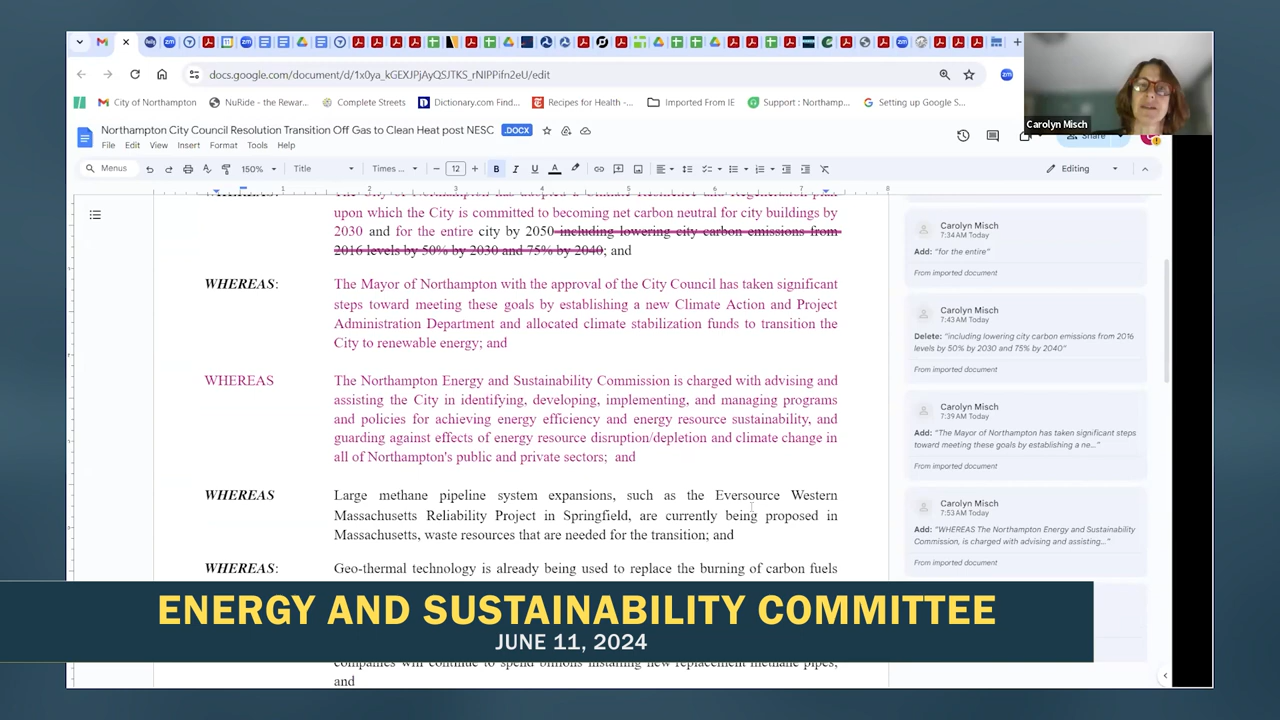 Carolyn Misch
docs.google.com/document/d/1x0ya_kGEXJPjAyQSJTKS_rNIPPifn2eU/edit
City of Northampton
NuRide - the Rewar...
Complete Streets
Dictionary.com Find...
Recipes for Health -...
Imported From IE
Support : Northamp...
Setting up Google S...
Northampton City Council Resolution Transition Off Gas to Clean Heat post NESC
.DOCX
Share
File Edit View Insert Format Tools Extensions Help
Menus
150%
Title
Times ...
12
Editing
upon which the City is committed to becoming net carbon neutral for city buildings by
2030 and for the entire city by 2050 including lowering city carbon emissions from
2016 levels by 50% by 2030 and 75% by 2040; and
WHEREAS: The Mayor of Northampton with the approval of the City Council has taken significant
steps toward meeting these goals by establishing a new Climate Action and Project
Administration Department and allocated climate stabilization funds to transition the
City to renewable energy; and
WHEREAS The Northampton Energy and Sustainability Commission is charged with advising and
assisting the City in identifying, developing, implementing, and managing programs
and policies for achieving energy efficiency and energy resource sustainability, and
guarding against effects of energy resource disruption/depletion and climate change in
all of Northampton's public and private sectors; and
WHEREAS Large methane pipeline system expansions, such as the Eversource Western
Massachusetts Reliability Project in Springfield, are currently being proposed in
Massachusetts, waste resources that are needed for the transition; and
WHEREAS: Geo-thermal technology is already being used to replace the burning of carbon fuels
companies will continue to spend billions installing new replacement methane pipes;
and
Carolyn Misch
7:34 AM Today
Add: "for the entire"
From imported document
Carolyn Misch
7:43 AM Today
Delete: "including lowering city carbon emissions from 2016
levels by 50% by 2030 and 75% by 2040"
From imported document
Carolyn Misch
7:39 AM Today
Add: "The Mayor of Northampton has taken significant steps
toward meeting these goals by establishing a ne..."
From imported document
Carolyn Misch
7:53 AM Today
Add: "WHEREAS The Northampton Energy and Sustainability
Commission, is charged with advising and assisting..."
From imported document
ENERGY AND SUSTAINABILITY COMMITTEE
JUNE 11, 2024